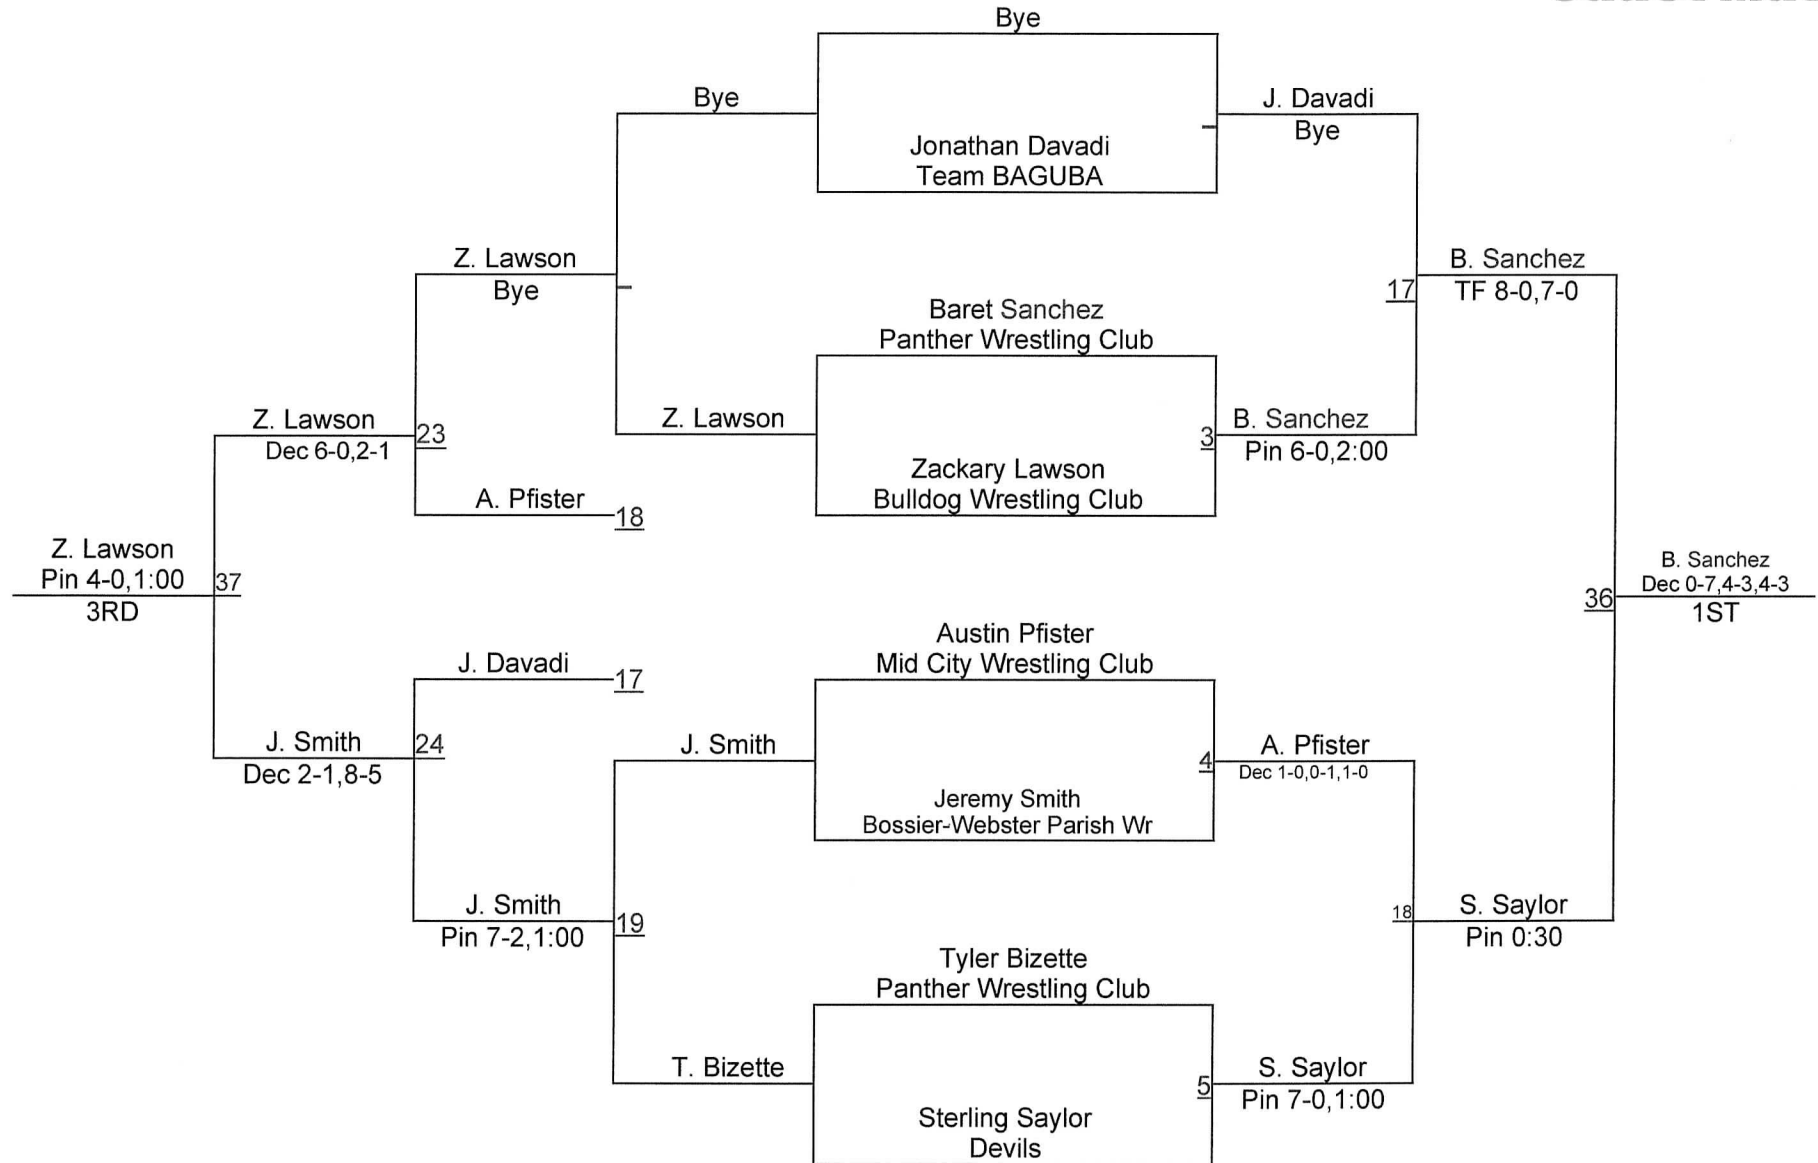 Bye
Bye
J. Davadi
Bye
Jonathan Davadi
Team BAGUBA
Z. Lawson
Bye
B. Sanchez
17
TF 8-0,7-0
Baret Sanchez
Panther Wrestling Club
Z. Lawson
23
Dec 6-0,2-1
Z. Lawson
3
B. Sanchez
Pin 6-0,2:00
Zackary Lawson
Bulldog Wrestling Club
A. Pfister
18
Z. Lawson
Pin 4-0,1:00
37
3RD
B. Sanchez
Dec 0-7,4-3,4-3
36
1ST
Austin Pfister
Mid City Wrestling Club
J. Davadi
17
J. Smith
24
Dec 2-1,8-5
J. Smith
4
A. Pfister
Dec 1-0,0-1,1-0
Jeremy Smith
Bossier-Webster Parish Wr
J. Smith
19
Pin 7-2,1:00
18
S. Saylor
Pin 0:30
Tyler Bizette
Panther Wrestling Club
T. Bizette
5
S. Saylor
Pin 7-0,1:00
Sterling Saylor
Devils